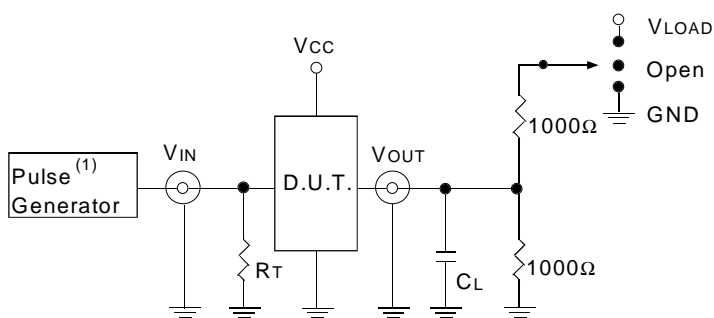 VLOAD
VCC
Open
GND
1000Ω
VIN
VOUT
Pulse (1)
Generator
D.U.T.
RT
CL
1000Ω